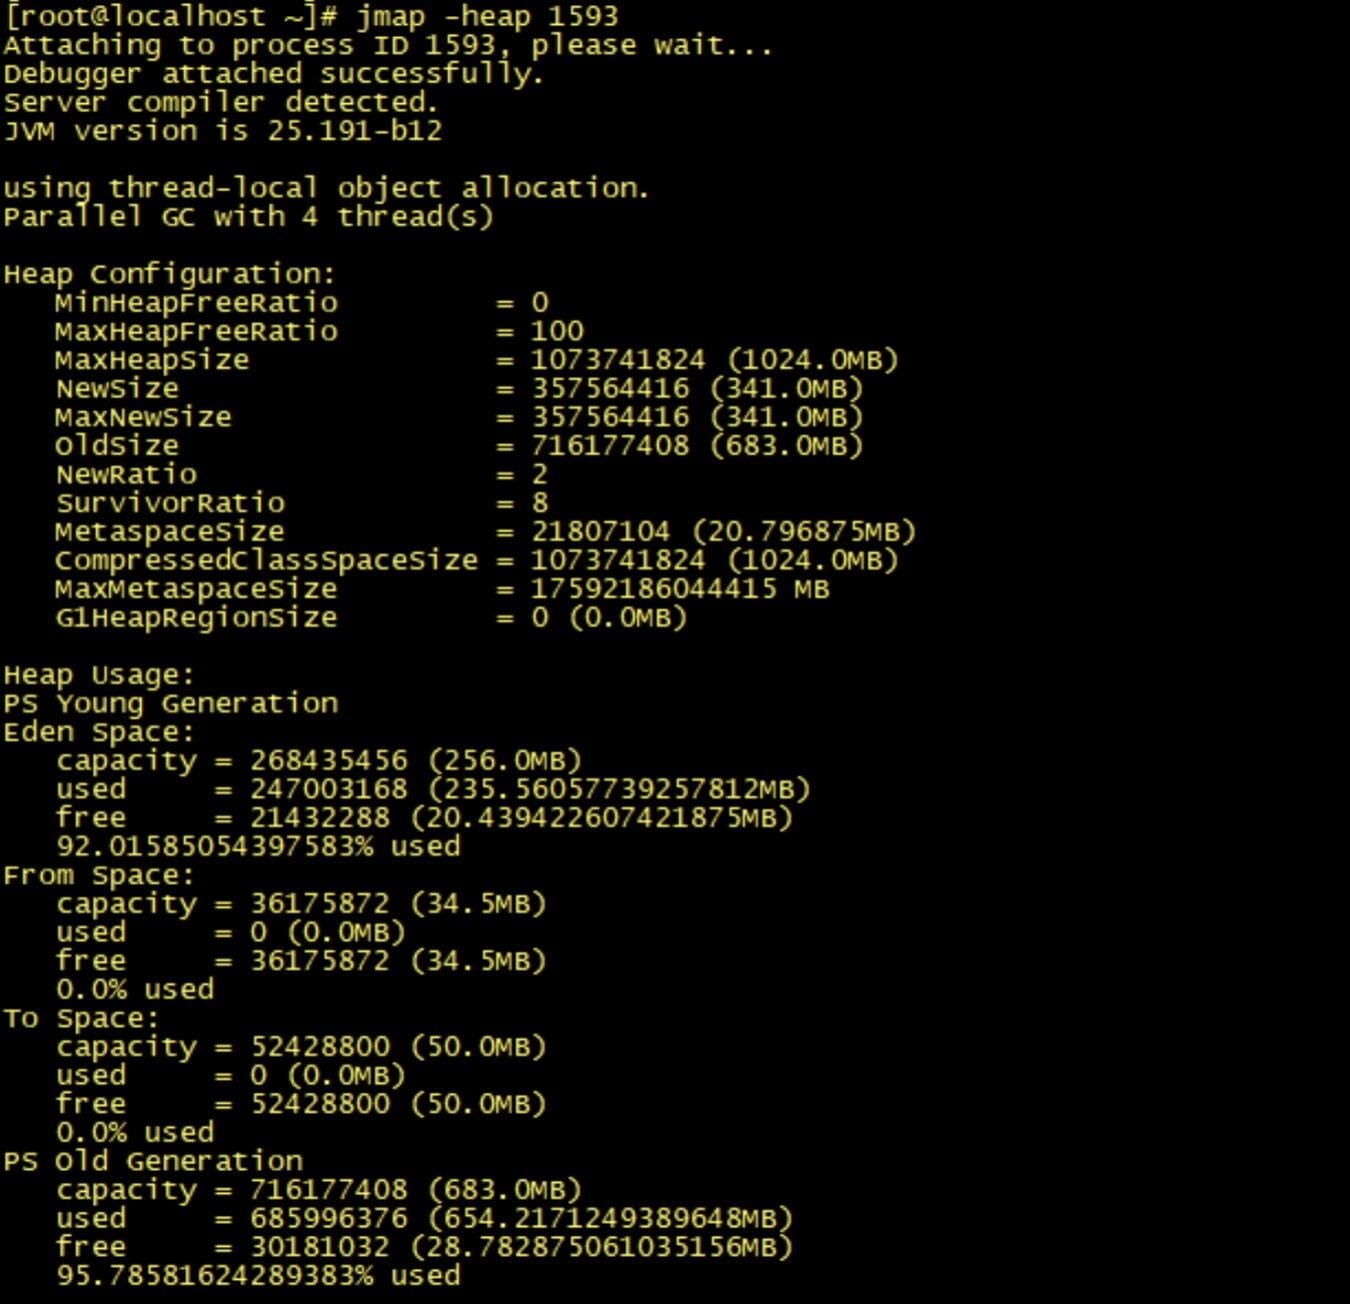 [root@localhost ~]# jmap -heap 1593
Attaching to process ID 1593, please wait...
Debugger attached successfully.
Server compiler detected.
JVM version is 25.191-b12

using thread-local object allocation.
Parallel GC with 4 thread(s)

Heap Configuration:
   MinHeapFreeRatio         = 0
   MaxHeapFreeRatio         = 100
   MaxHeapSize              = 1073741824 (1024.0MB)
   NewSize                  = 357564416 (341.0MB)
   MaxNewSize               = 357564416 (341.0MB)
   OldSize                  = 716177408 (683.0MB)
   NewRatio                 = 2
   SurvivorRatio            = 8
   MetaspaceSize            = 21807104 (20.796875MB)
   CompressedClassSpaceSize = 1073741824 (1024.0MB)
   MaxMetaspaceSize         = 17592186044415 MB
   G1HeapRegionSize         = 0 (0.0MB)

Heap Usage:
PS Young Generation
Eden Space:
   capacity = 268435456 (256.0MB)
   used     = 247003168 (235.56057739257812MB)
   free     = 21432288 (20.439422607421875MB)
   92.01585054397583% used
From Space:
   capacity = 36175872 (34.5MB)
   used     = 0 (0.0MB)
   free     = 36175872 (34.5MB)
   0.0% used
To Space:
   capacity = 52428800 (50.0MB)
   used     = 0 (0.0MB)
   free     = 52428800 (50.0MB)
   0.0% used
PS Old Generation
   capacity = 716177408 (683.0MB)
   used     = 685996376 (654.2171249389648MB)
   free     = 30181032 (28.782875061035156MB)
   95.78581624289383% used